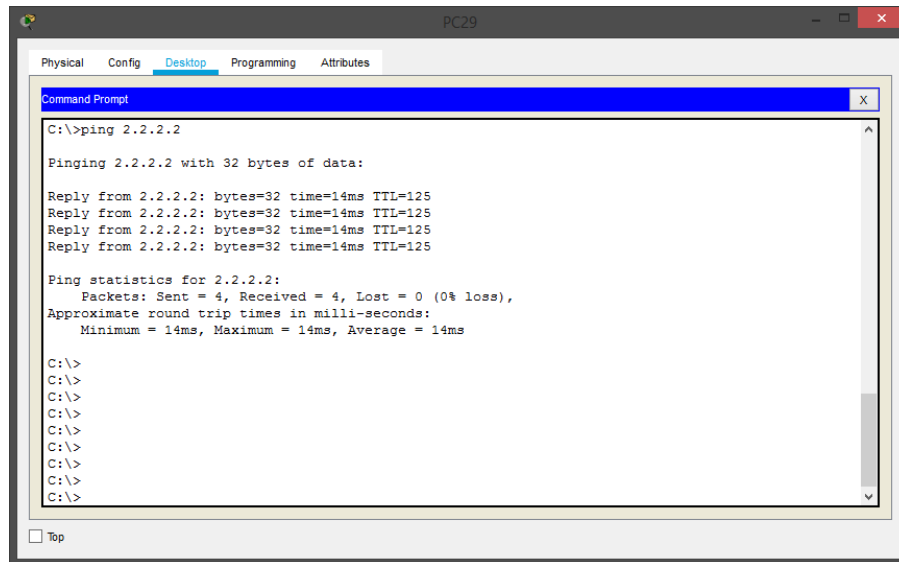 PC29
Physical Config Desktop Programming Attributes
Command Prompt
X
C:\>ping 2.2.2.2
Pinging 2.2.2.2 with 32 bytes of data:
Reply from 2.2.2.2: bytes=32 time=14ms TTL=125
Reply from 2.2.2.2: bytes=32 time=14ms TTL=125
Reply from 2.2.2.2: bytes=32 time=14ms TTL=125
Reply from 2.2.2.2: bytes=32 time=14ms TTL=125
Ping statistics for 2.2.2.2:
    Packets: Sent = 4, Received = 4, Lost = 0 (0% loss),
Approximate round trip times in milli-seconds:
    Minimum = 14ms, Maximum = 14ms, Average = 14ms
C:\>
C:\>
C:\>
C:\>
C:\>
C:\>
C:\>
C:\>
C:\>
Top